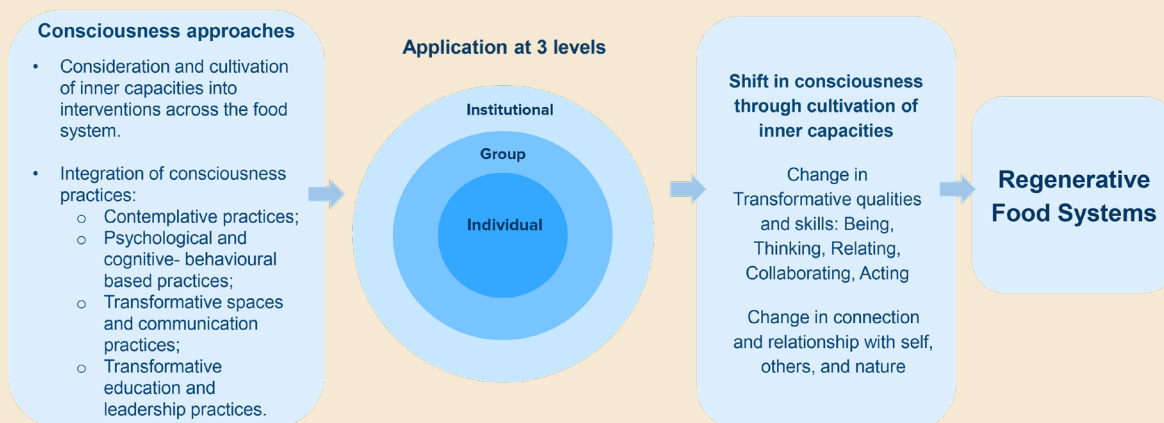 Consciousness approaches
• Consideration and cultivation
of inner capacities into
interventions across the food
system.
• Integration of consciousness
practices:
o Contemplative practices;
o Psychological and
cognitive- behavioural
based practices;
o Transformative spaces
and communication
practices;
o Transformative
education and
leadership practices.
Application at 3 levels
Institutional
Group
Individual
Shift in consciousness
through cultivation of
inner capacities
Change in
Transformative qualities
and skills: Being,
Thinking, Relating,
Collaborating, Acting
Change in connection
and relationship with self,
others, and nature
Regenerative
Food Systems